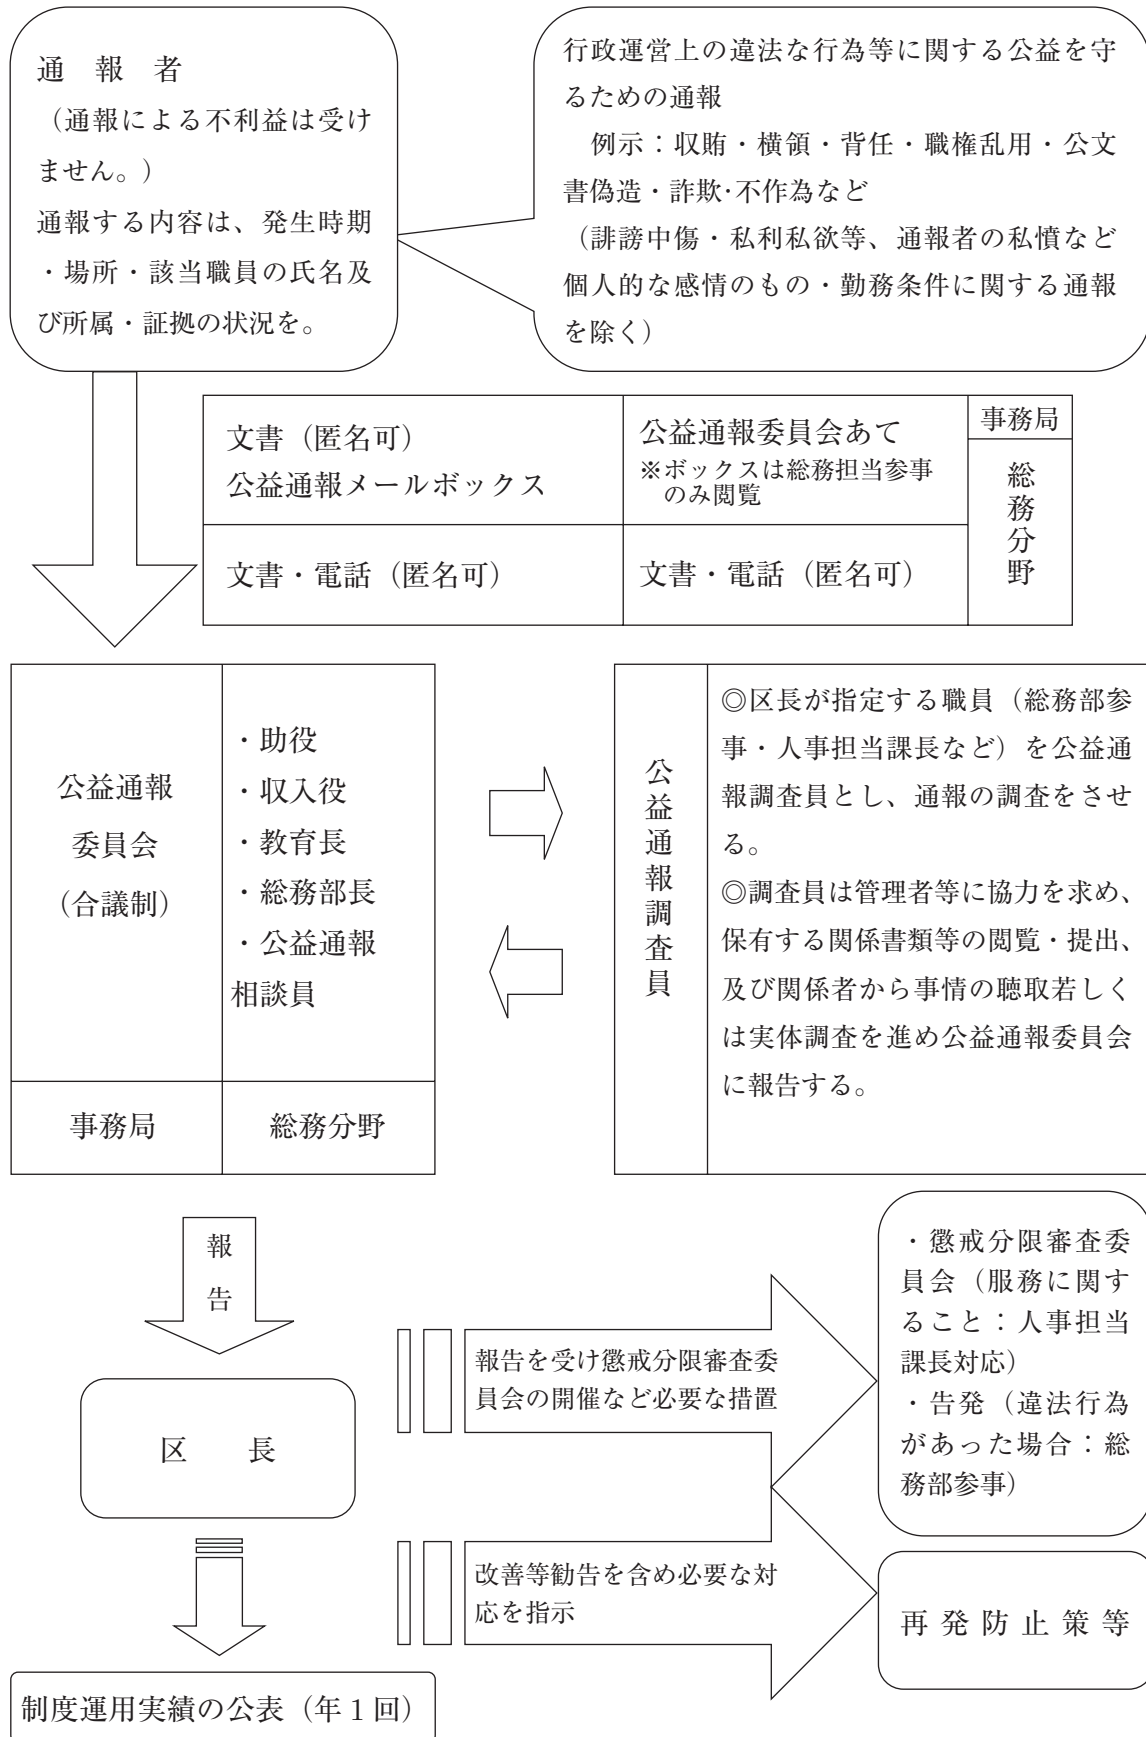 通　報　者
（通報による不利益は受け
ません。）
通報する内容は、発生時期
・場所・該当職員の氏名及
び所属・証拠の状況を。
行政運営上の違法な行為等に関する公益を守
るための通報
　例示：収賄・横領・背任・職権乱用・公文
書偽造・詐欺・不作為など
（誹謗中傷・私利私欲等、通報者の私憤など
個人的な感情のもの・勤務条件に関する通報
を除く）
文書（匿名可）
公益通報メールボックス
公益通報委員会あて
※ボックスは総務担当参事
のみ閲覧
事務局
総務分野
文書・電話（匿名可）
文書・電話（匿名可）
公益通報
委員会
（合議制）
・助役
・収入役
・教育長
・総務部長
・公益通報
相談員
事務局
総務分野
公益通報調査員
◎区長が指定する職員（総務部参
事・人事担当課長など）を公益通
報調査員とし、通報の調査をさせ
る。
◎調査員は管理者等に協力を求め、
保有する関係書類等の閲覧・提出、
及び関係者から事情の聴取若しく
は実体調査を進め公益通報委員会
に報告する。
報告
区　長
報告を受け懲戒分限審査委
員会の開催など必要な措置
・懲戒分限審査委
員会（服務に関す
ること：人事担当
課長対応）
・告発（違法行為
があった場合：総
務部参事）
改善等勧告を含め必要な対
応を指示
再発防止策等
制度運用実績の公表（年１回）